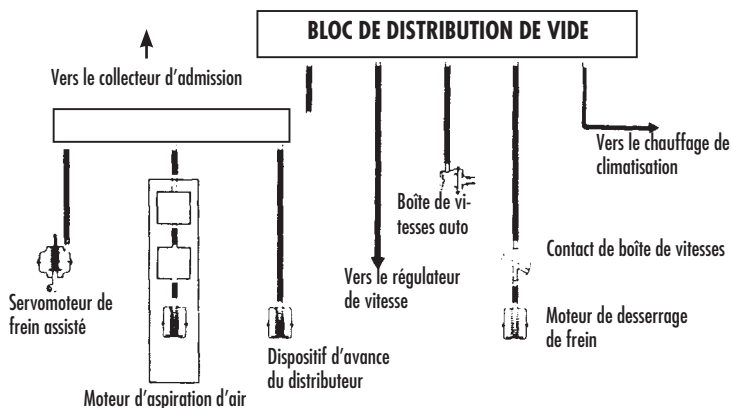 BLOC DE DISTRIBUTION DE VIDE
Vers le collecteur d'admission
Vers le chauffage de
climatisation
Boîte de vi-
tesses auto
Contact de boîte de vitesses
Vers le régulateur
de vitesse
Servomoteur de
frein assisté
Moteur de desserrage
de frein
Dispositif d'avance
du distributeur
Moteur d'aspiration d'air